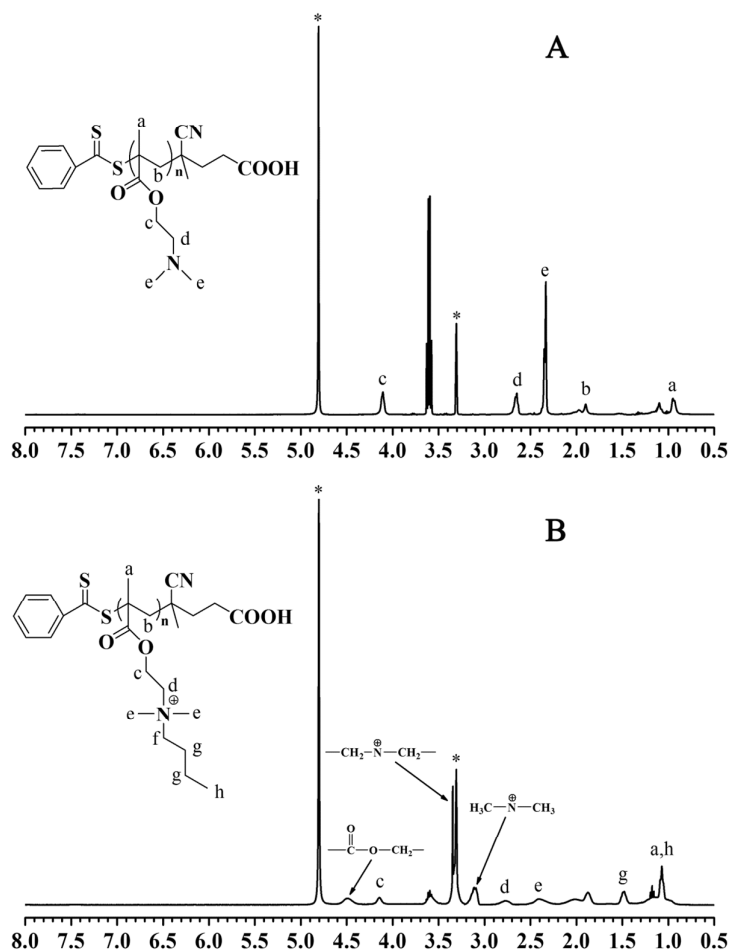 *
A
a
S
CN
S
b
n
COOH
O
O
c
d
N
e
e
*
c
d
e
b
a
8.0 7.5 7.0 6.5 6.0 5.5 5.0 4.5 4.0 3.5 3.0 2.5 2.0 1.5 1.0 0.5
*
B
a
S
CN
S
b
n
COOH
O
O
c
d
⊕
e
N
e
f
g
g
h
⊕
—CH₂—N—CH₂—
*
⊕
H₃C—N—CH₃
O
—C—O—CH₂—
c
d
e
g
a,h
8.0 7.5 7.0 6.5 6.0 5.5 5.0 4.5 4.0 3.5 3.0 2.5 2.0 1.5 1.0 0.5